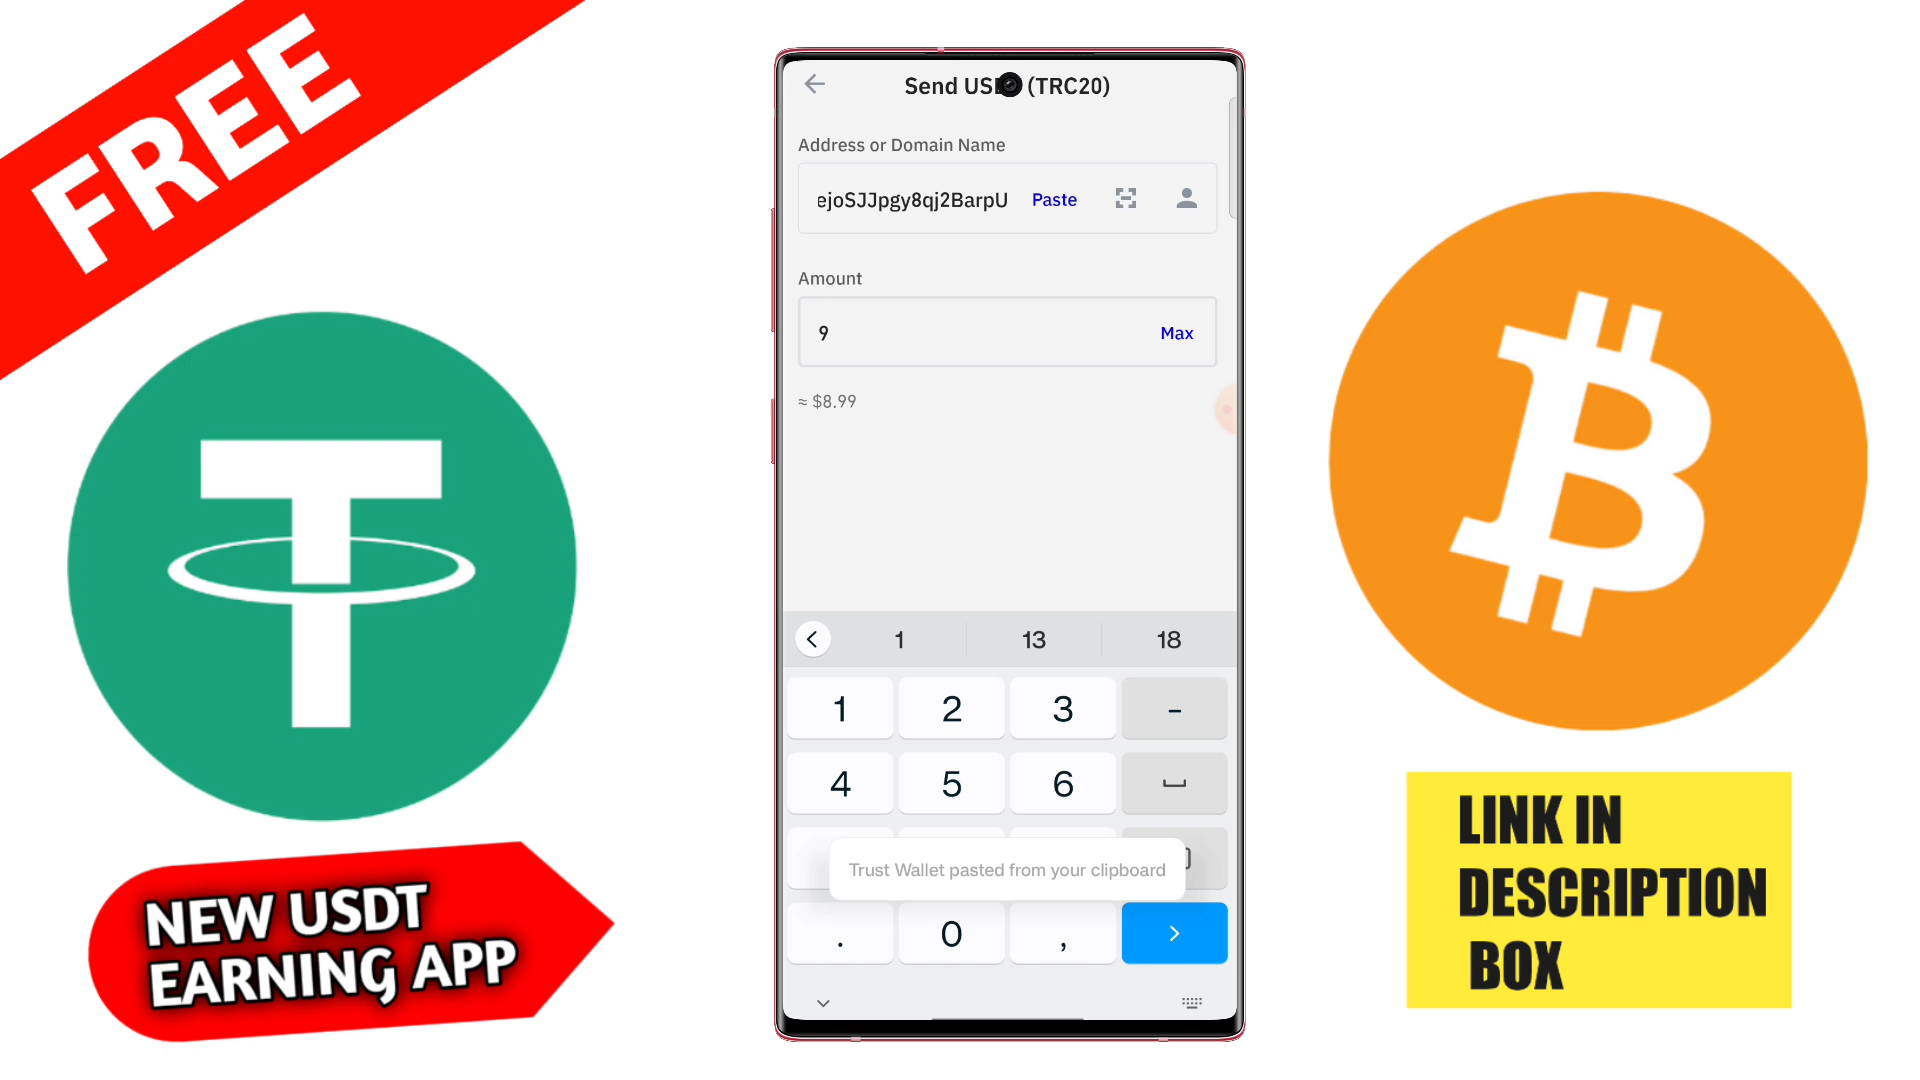 FREE
Send USD (TRC20)
Address or Domain Name
ejoSJJpgy8qj2BarpU Paste
Amount
9 Max
≈ $8.99
1 13 18
1 2 3 -
4 5 6
Trust Wallet pasted from your clipboard
. 0 ,
NEW USDT
EARNING APP
LINK IN
DESCRIPTION
BOX